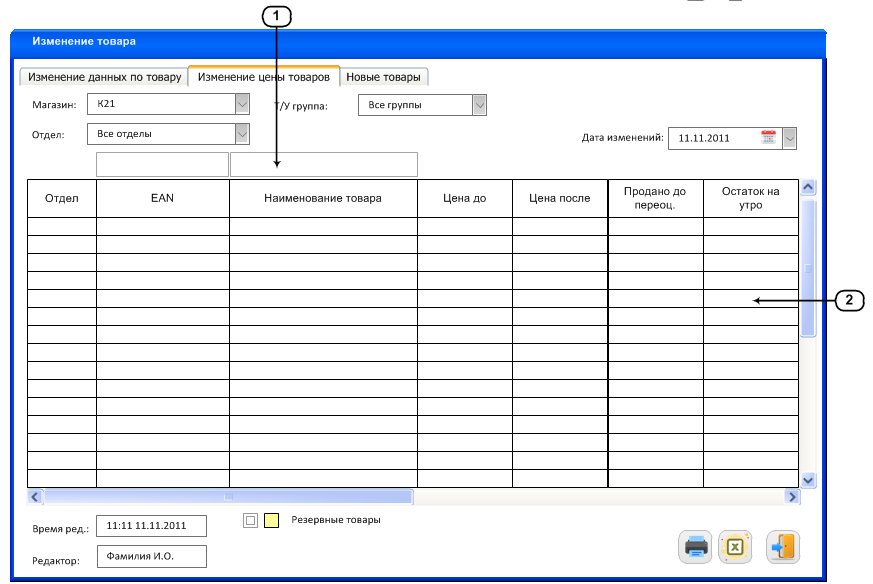 1
Изменение товара
Изменение данных по товару Изменение цены товаров Новые товары
Магазин: К21 Т/У группа: Все группы
Отдел: Все отделы Дата изменений: 11.11.2011
Отдел EAN Наименование товара Цена до Цена после Продано до переоц. Остаток на утро
2
Время ред.: 11:11 11.11.2011 Резервные товары
Редактор: Фамилия И.О.